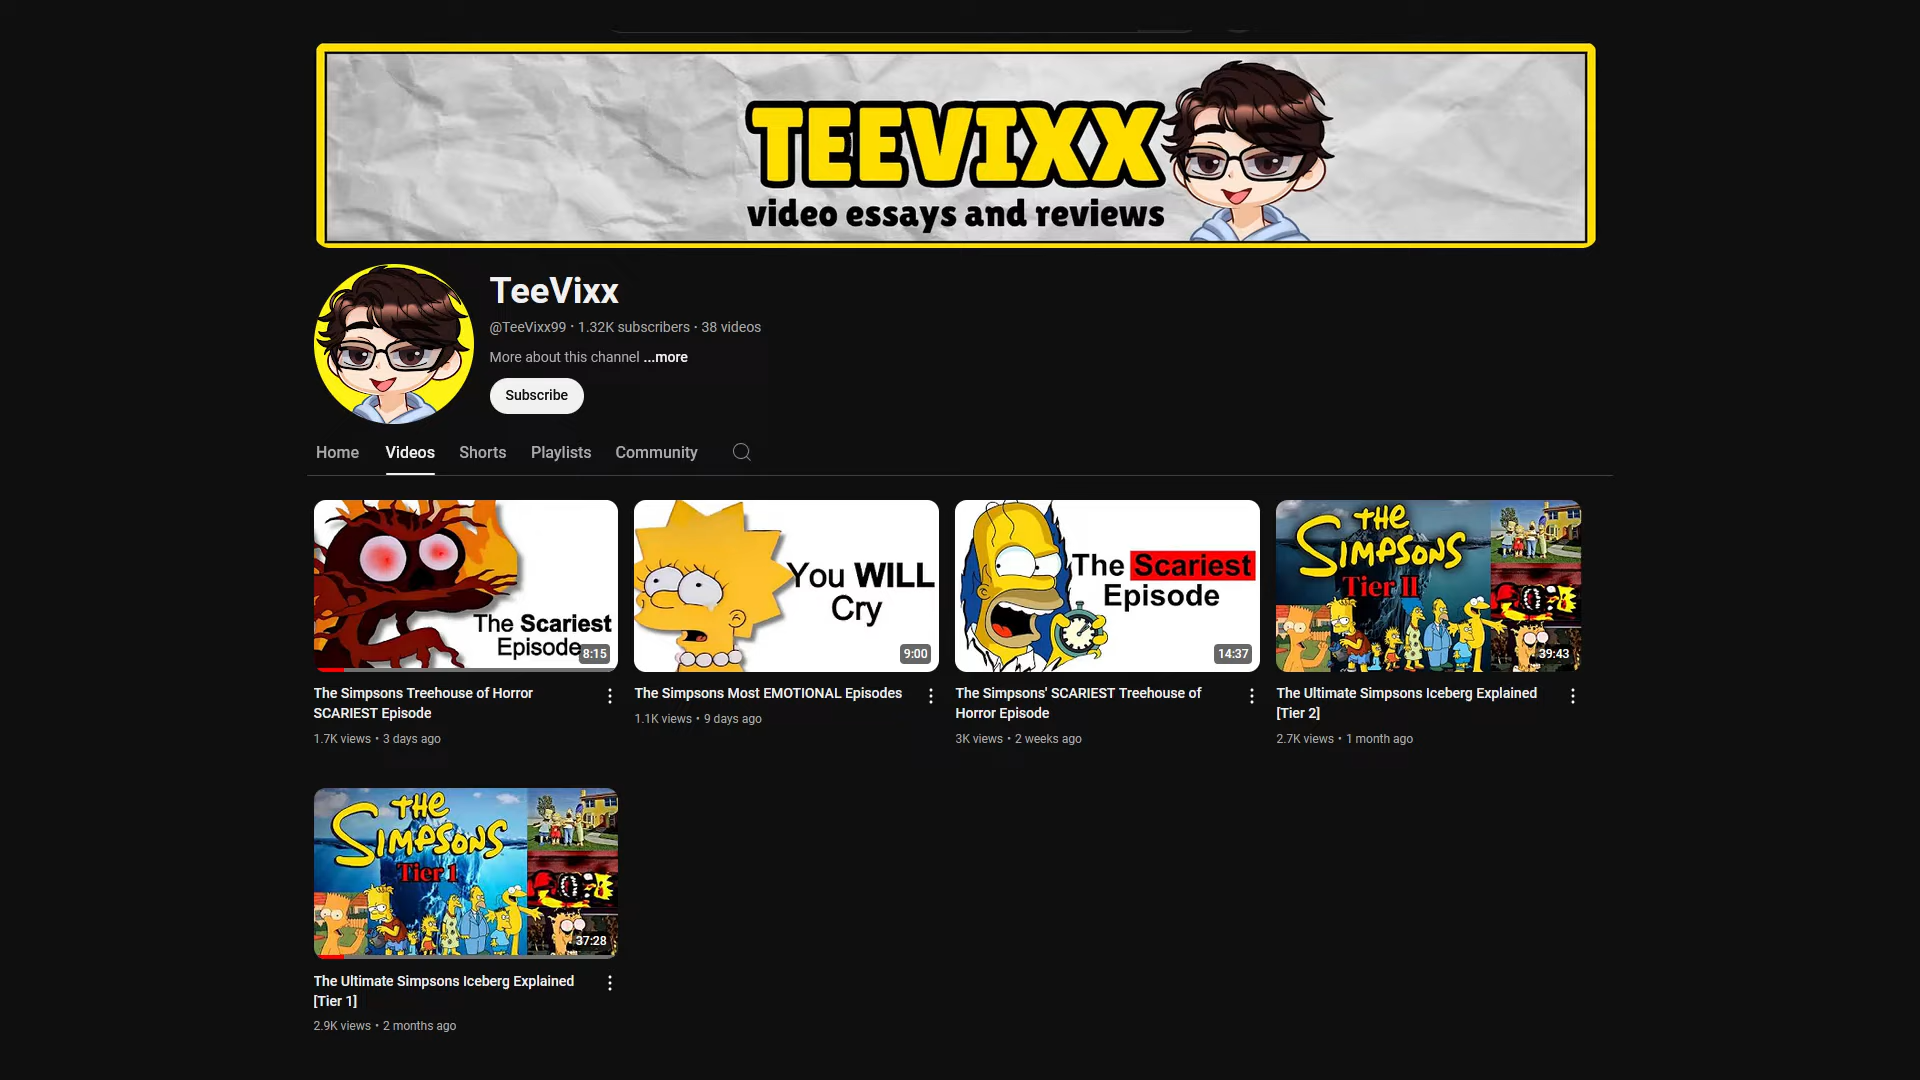 TEEVIXX
video essays and reviews
TeeVixx
@TeeVixx99 · 1.32K subscribers · 38 videos
More about this channel ...more
Subscribe
Home Videos Shorts Playlists Community
The Scariest
Episode
8:15
The Simpsons Treehouse of Horror
SCARIEST Episode
1.7K views • 3 days ago
You WILL
Cry
9:00
The Simpsons Most EMOTIONAL Episodes
1.1K views • 9 days ago
The Scariest
Episode
14:37
The Simpsons' SCARIEST Treehouse of
Horror Episode
3K views • 2 weeks ago
THE
SIMPSONS
Tier II
39:43
The Ultimate Simpsons Iceberg Explained
[Tier 2]
2.7K views • 1 month ago
THE
SIMPSONS
Tier 1
37:28
The Ultimate Simpsons Iceberg Explained
[Tier 1]
2.9K views • 2 months ago